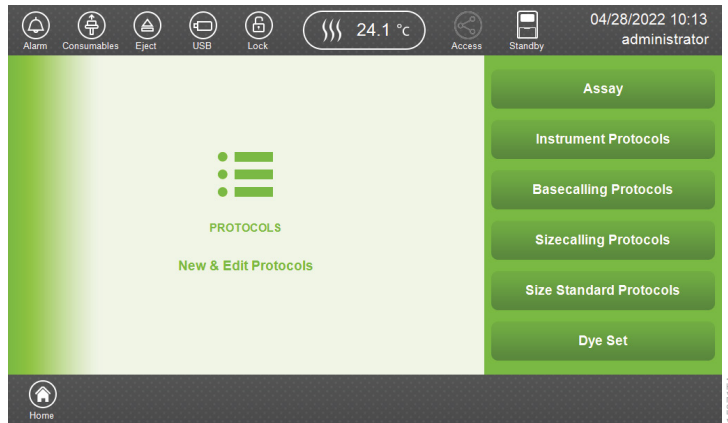 04/28/2022 10:13
administrator
Alarm
Consumables
Eject
USB
Lock
24.1 °c
Access
Standby
PROTOCOLS
New & Edit Protocols
Assay
Instrument Protocols
Basecalling Protocols
Sizecalling Protocols
Size Standard Protocols
Dye Set
Home